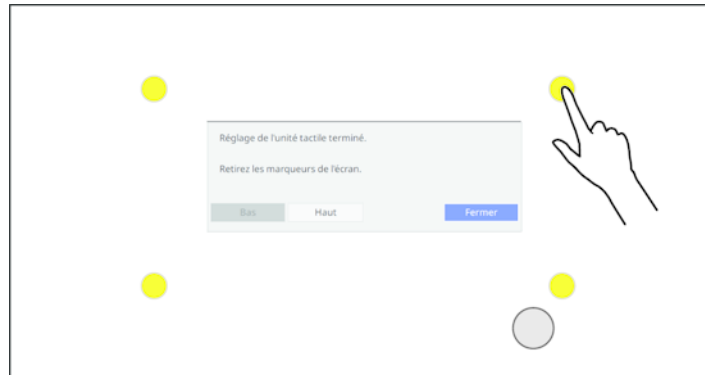 Réglage de l'unité tactile terminé.
Retirez les marqueurs de l'écran.
Bas
Haut
Fermer